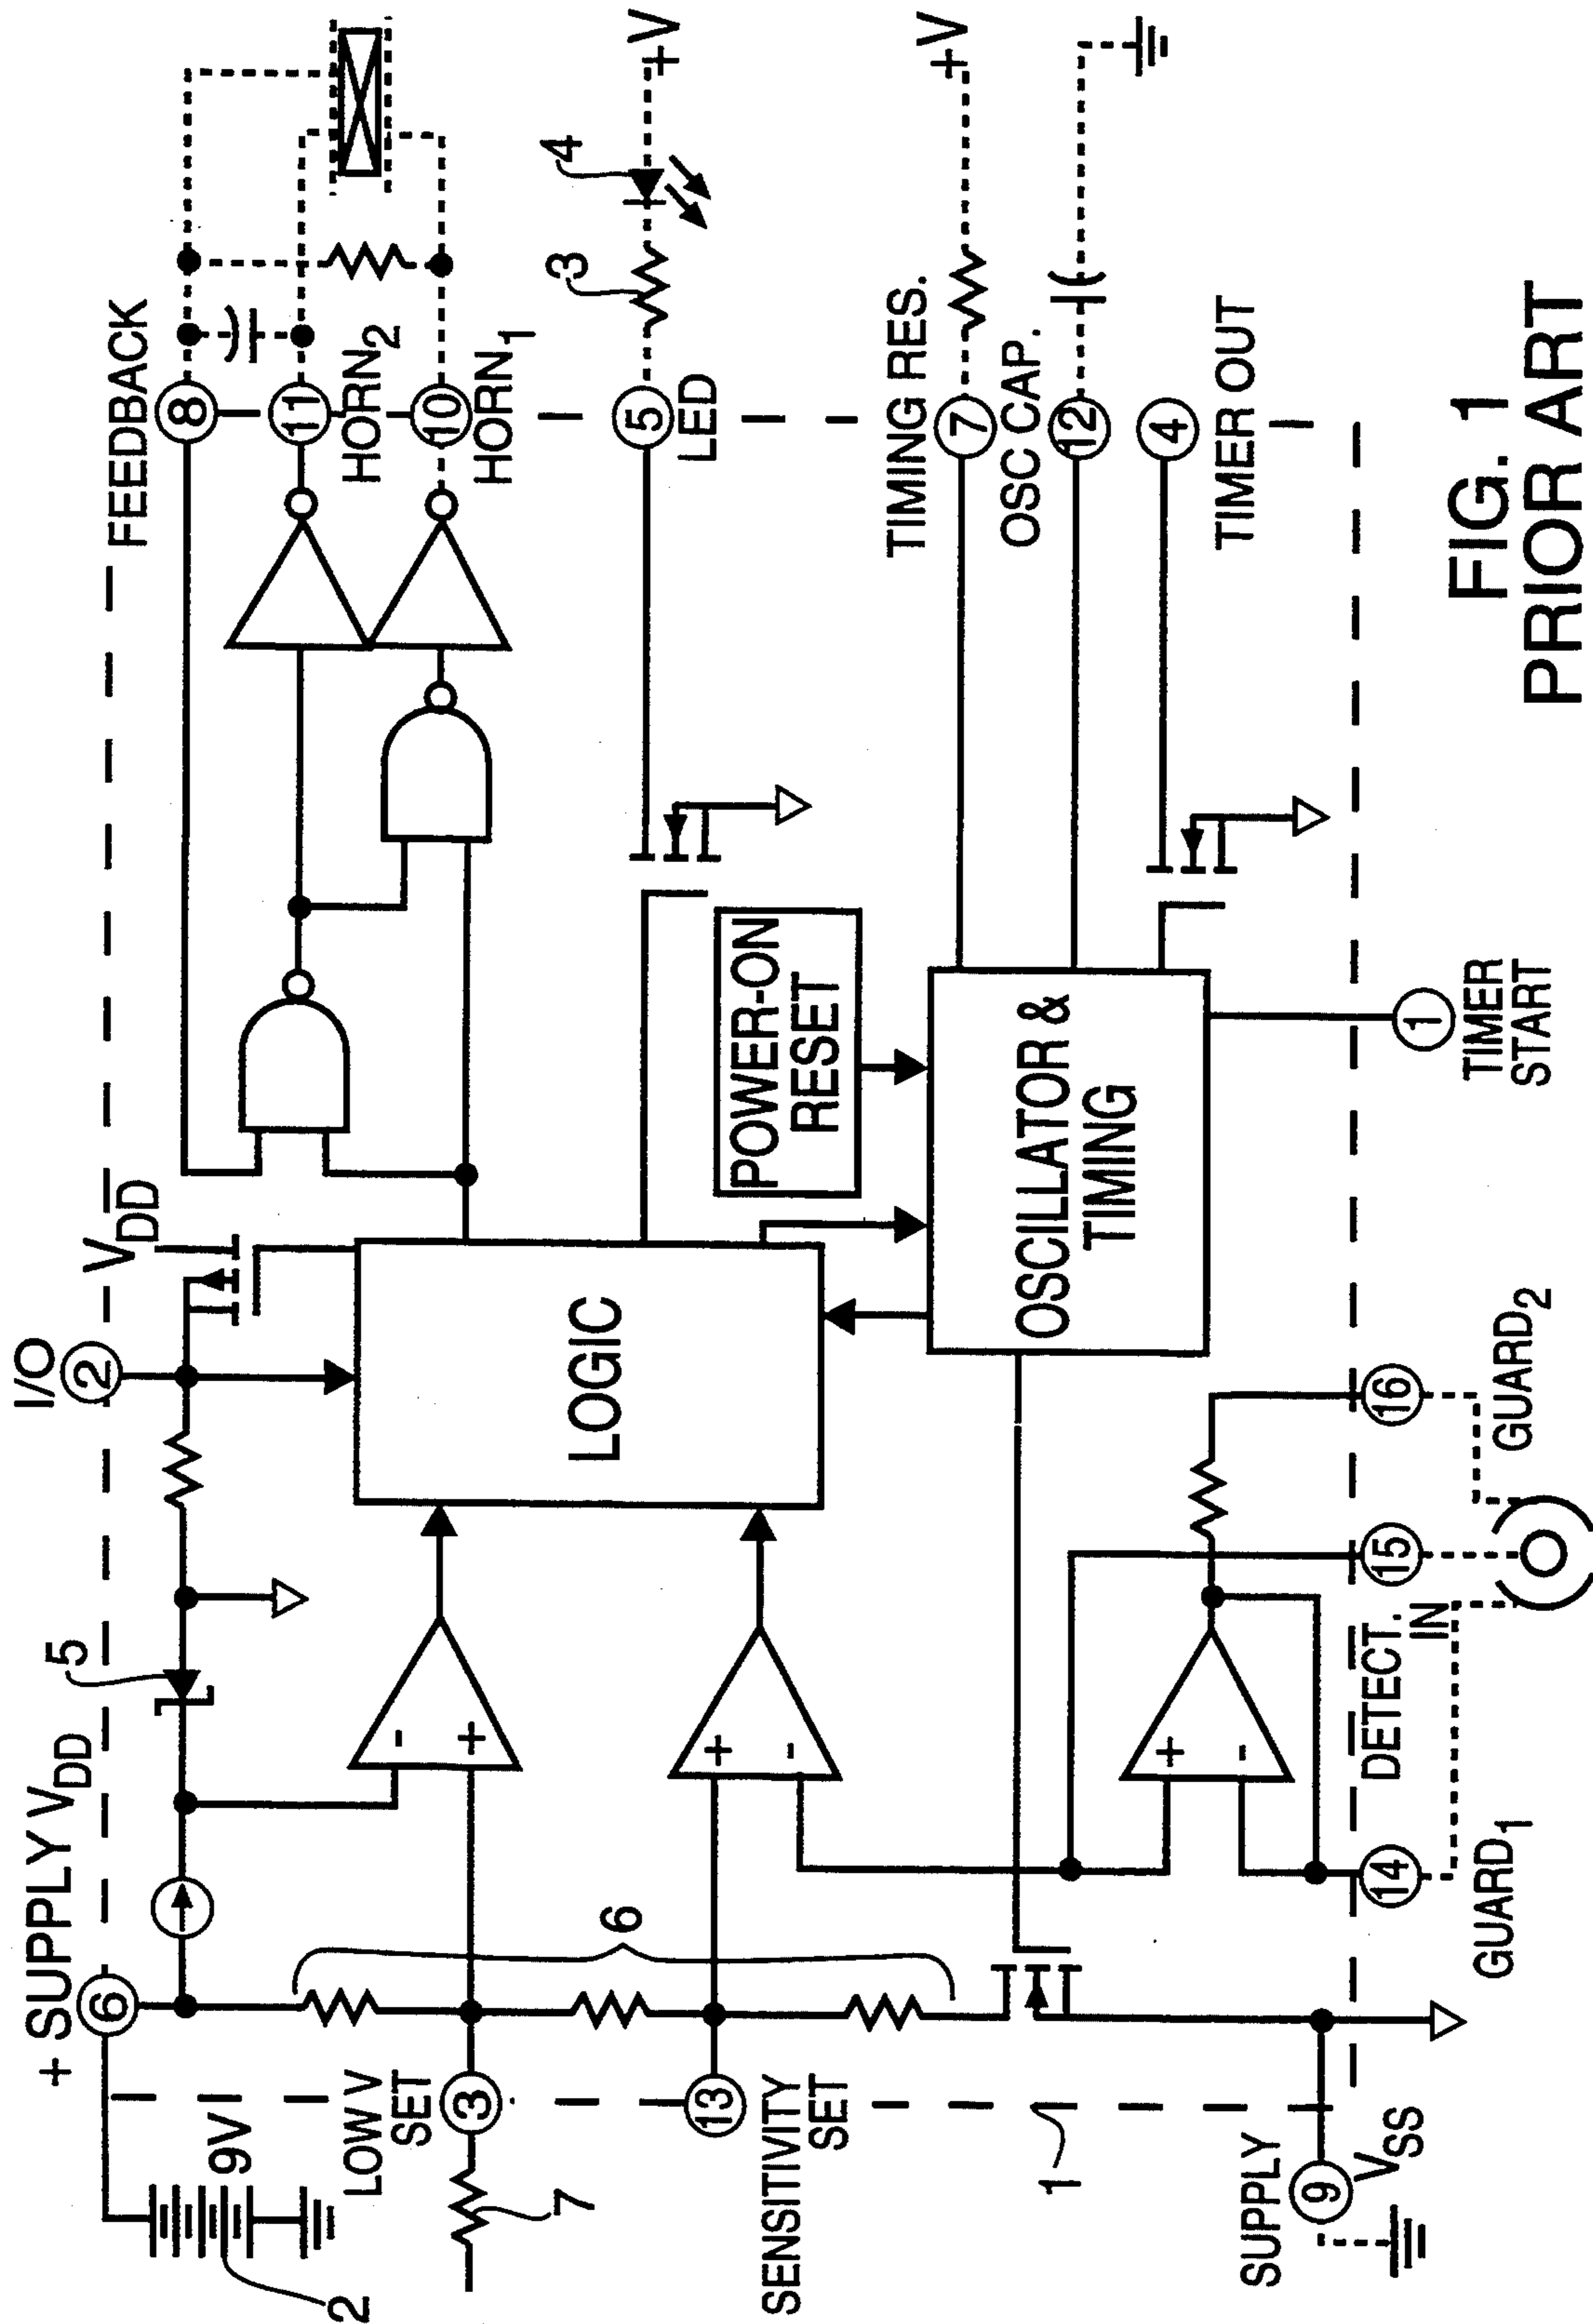 + SUPPLY VDD
6
I/O
2
VDD
FEEDBACK
8
11
HORN2
10
HORN1
9V
2
5
LOW V
SET
3
7
6
-
+
LOGIC
4
3
+V
5
LED
SENSITIVITY
SET
13
+
-
POWER-ON
RESET
TIMING RES.
7
+V
OSC CAP.
12
4
TIMER OUT
OSCILLATOR &
TIMING
1
SUPPLY
9
VSS
+
-
14
GUARD1
DETECT.
IN
15
16
GUARD2
1
TIMER
START
FIG. 1
PRIOR ART